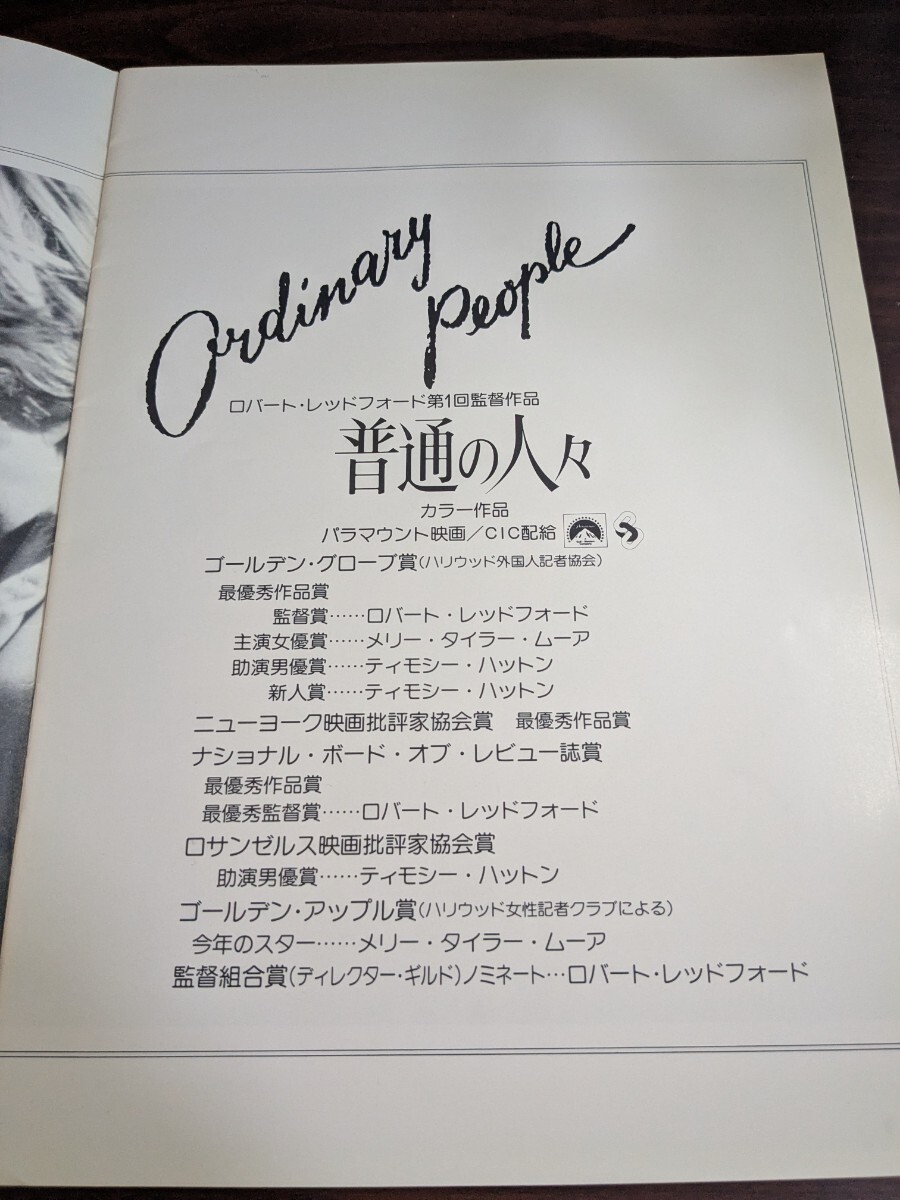 Ordinary
People
ロバート・レッドフォード第1回監督作品
普通の人々
カラー作品
パラマウント映画/CIC配給
ゴールデン・グローブ賞(ハリウッド外国人記者協会)
最優秀作品賞
監督賞……ロバート・レッドフォード
主演女優賞……メリー・タイラー・ムーア
助演男優賞……ティモシー・ハットン
新人賞……ティモシー・ハットン
ニューヨーク映画批評家協会賞 最優秀作品賞
ナショナル・ボード・オブ・レビュー誌賞
最優秀作品賞
最優秀監督賞……ロバート・レッドフォード
ロサンゼルス映画批評家協会賞
助演男優賞……ティモシー・ハットン
ゴールデン・アップル賞(ハリウッド女性記者クラブによる)
今年のスター……メリー・タイラー・ムーア
監督組合賞(ディレクター・ギルド)ノミネート…ロバート・レッドフォード